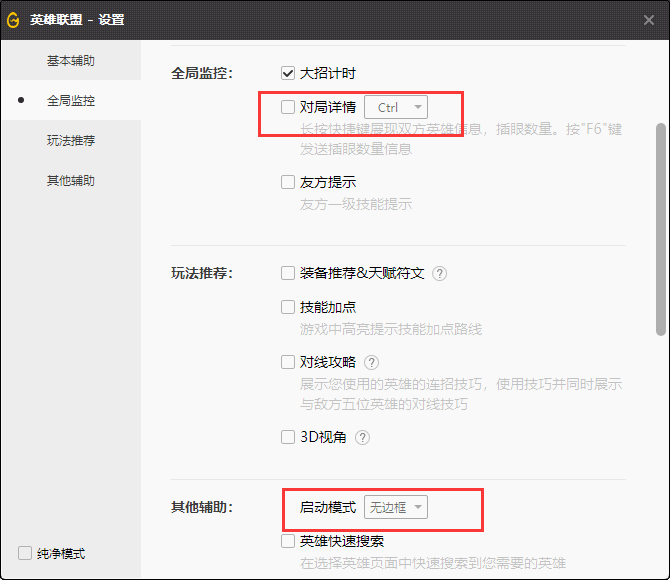 英雄联盟 - 设置
基本辅助
全局监控
玩法推荐
其他辅助
纯净模式
全局监控：
大招计时
对局详情 Ctrl
长按快捷键展现双方英雄信息，插眼数量。按"F6"键
发送插眼数量信息
友方提示
友方一级技能提示
玩法推荐：
装备推荐&天赋符文 ?
技能加点
游戏中高亮提示技能加点路线
对线攻略 ?
展示您使用的英雄的连招技巧，使用技巧并同时展示
与敌方五位英雄的对线技巧
3D视角 ?
其他辅助：
启动模式 无边框
英雄快速搜索
在选择英雄页面中快速搜索到您需要的英雄